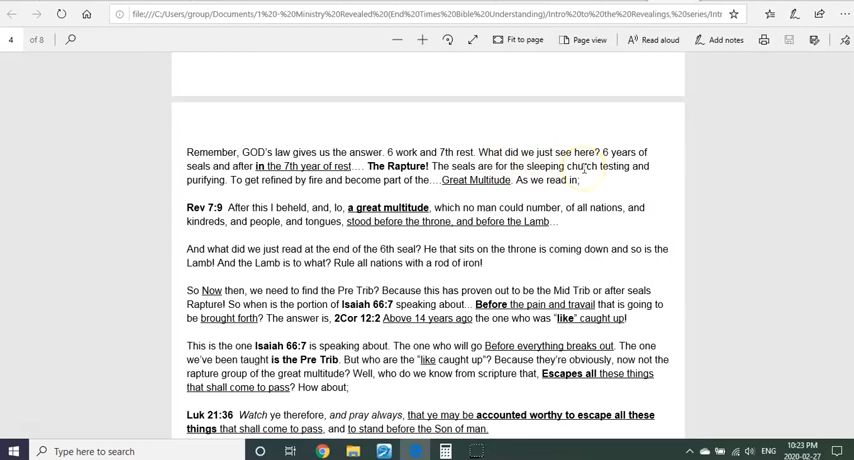 file:///C:/Users/group/Documents/1%20-%20Ministry%20Revealed%20(End%20Times%20Bible%20Understanding)/Intro%20to%20the%20Revealings,%20series/Intr
4 of 8 Fit to page Page view Read aloud Add notes
Remember, GOD's law gives us the answer. 6 work and 7th rest. What did we just see here? 6 years of
seals and after in the 7th year of rest…. The Rapture! The seals are for the sleeping church testing and
purifying. To get refined by fire and become part of the….Great Multitude. As we read in;
Rev 7:9 After this I beheld, and, lo, a great multitude, which no man could number, of all nations, and
kindreds, and people, and tongues, stood before the throne, and before the Lamb…
And what did we just read at the end of the 6th seal? He that sits on the throne is coming down and so is the
Lamb! And the Lamb is to what? Rule all nations with a rod of iron!
So Now then, we need to find the Pre Trib? Because this has proven out to be the Mid Trib or after seals
Rapture! So when is the portion of Isaiah 66:7 speaking about... Before the pain and travail that is going to
be brought forth? The answer is, 2Cor 12:2 Above 14 years ago the one who was "like" caught up!
This is the one Isaiah 66:7 is speaking about. The one who will go Before everything breaks out. The one
we've been taught is the Pre Trib. But who are the "like caught up"? Because they're obviously, now not the
rapture group of the great multitude? Well, who do we know from scripture that, Escapes all these things
that shall come to pass? How about;
Luk 21:36 Watch ye therefore, and pray always, that ye may be accounted worthy to escape all these
things that shall come to pass, and to stand before the Son of man.
Type here to search
ENG
10:23 PM
2020-02-27